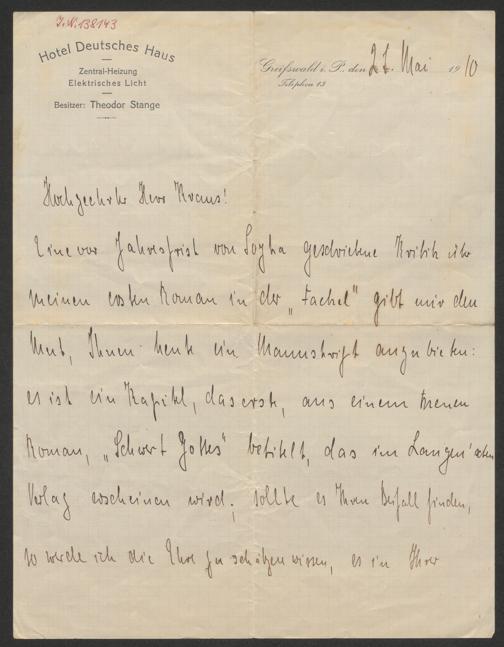 I.N. 138143
Hotel Deutsches Haus
Zentral-Heizung
Elektrisches Licht
Besitzer: Theodor Stange
Greifswald i. P. den 27. Mai 1910
Telephon 13
Hochgeehrter Herr Kraus!
Eine vor Jahresfrist von Soyka geschriebene Kritik über
meinen ersten Roman in der „Fackel" gibt mir den
Mut, Ihnen heute ein Manuskript anzubieten:
es ist ein Kapitel, das erste, aus einem neuen
Roman, „Schwert Gottes" betitelt, das im Langen'schen
Verlag erscheinen wird; sollte es Ihren Beifall finden,
so werde ich die Ehre zu schätzen wissen, es in Ihrer